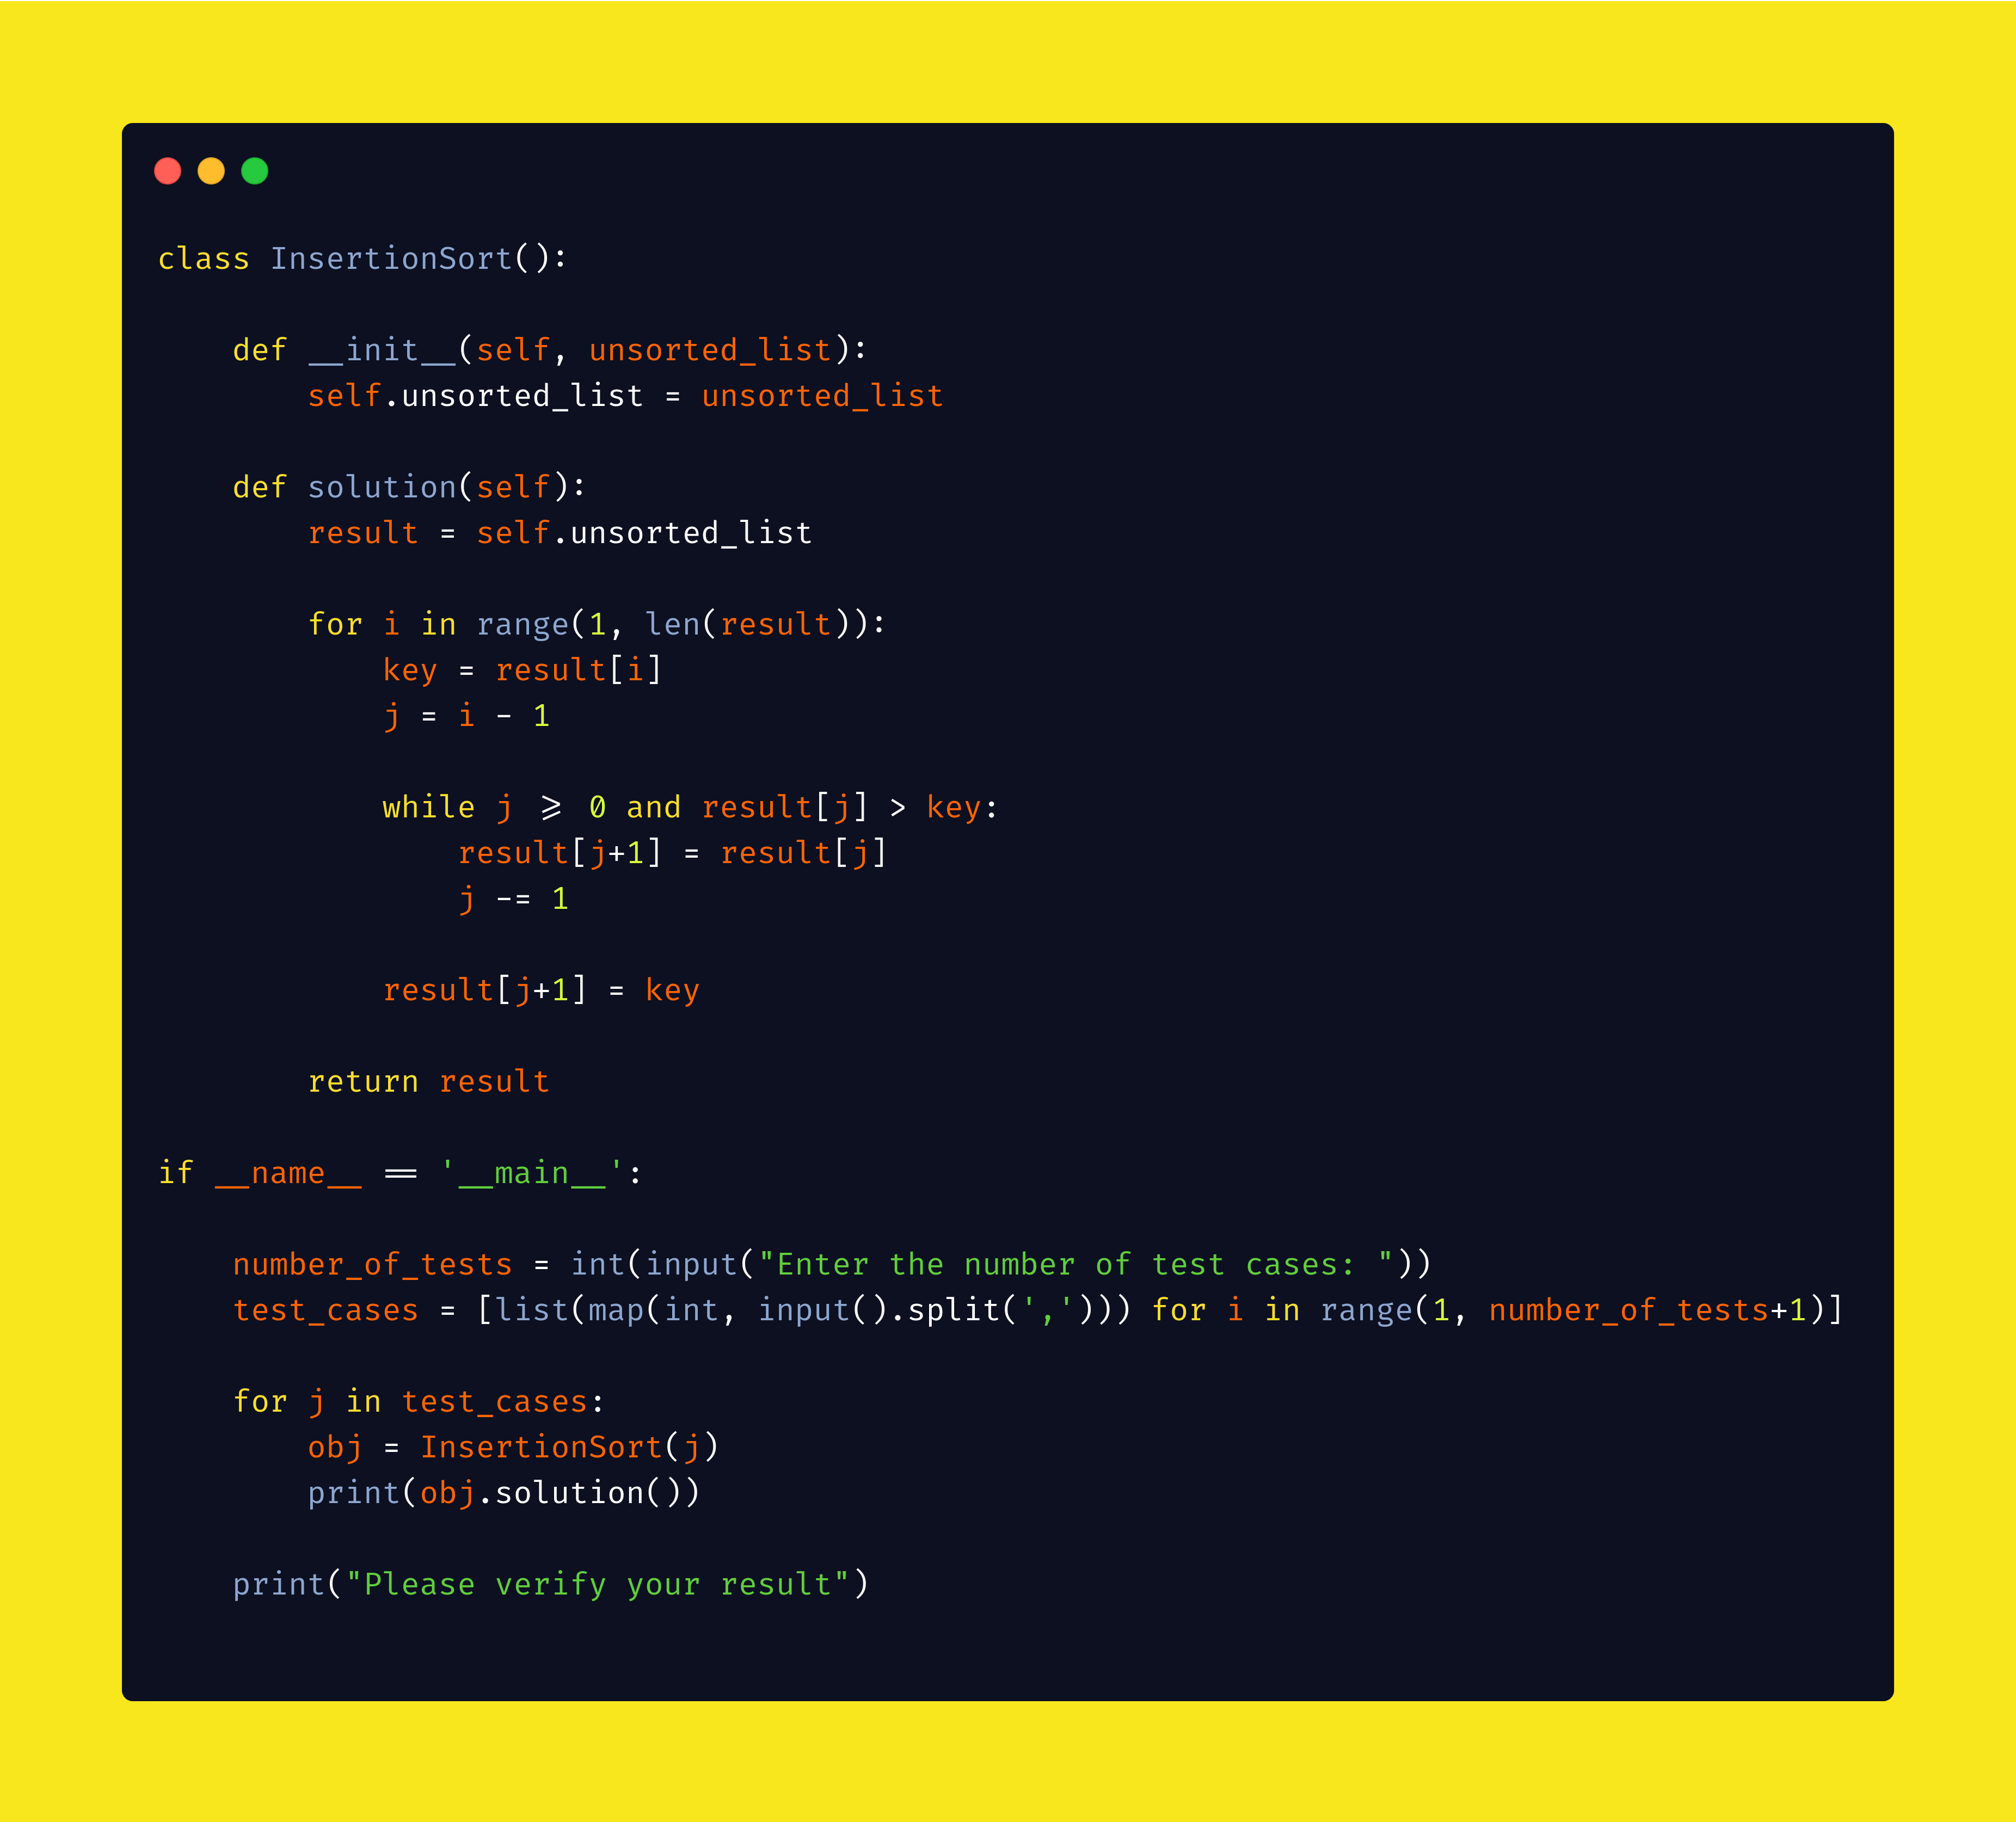 class InsertionSort():
    def __init__(self, unsorted_list):
        self.unsorted_list = unsorted_list
    def solution(self):
        result = self.unsorted_list
        for i in range(1, len(result)):
            key = result[i]
            j = i - 1
            while j >= 0 and result[j] > key:
                result[j+1] = result[j]
                j -= 1
            result[j+1] = key
        return result
if __name__ == '__main__':
    number_of_tests = int(input("Enter the number of test cases: "))
    test_cases = [list(map(int, input().split(','))) for i in range(1, number_of_tests+1)]
    for j in test_cases:
        obj = InsertionSort(j)
        print(obj.solution())
    print("Please verify your result")